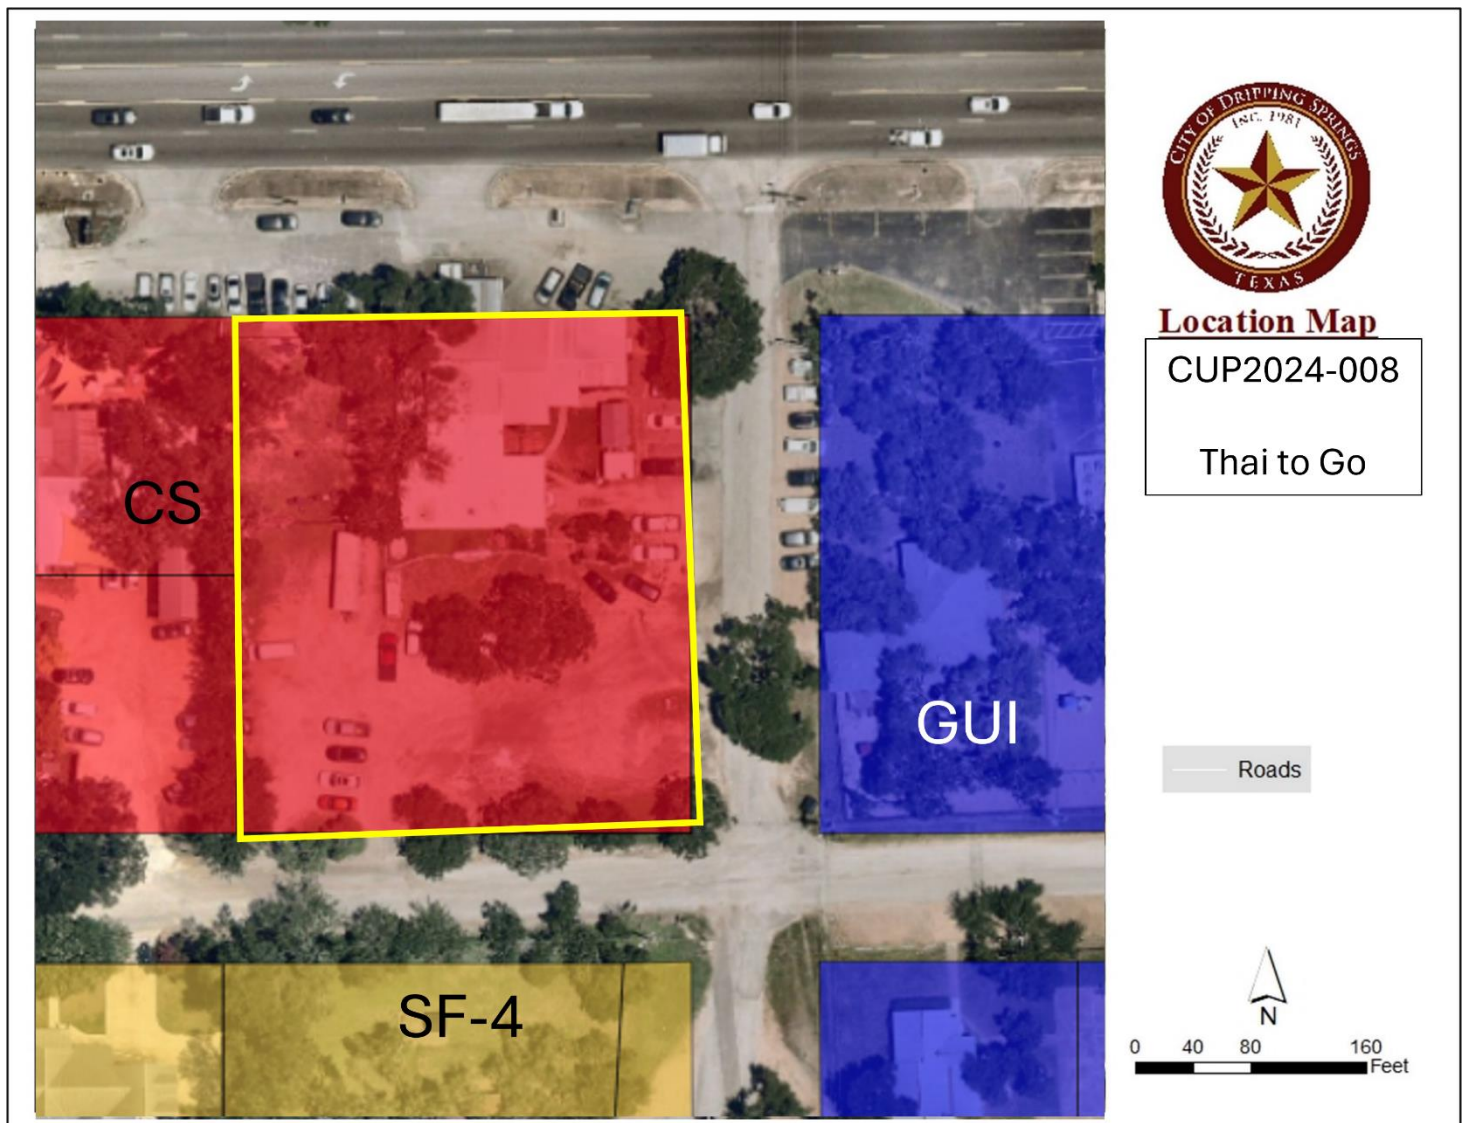 CITY OF DRIPPING SPRINGS
INC. 1981
TEXAS
Location Map
CUP2024-008
Thai to Go
CS
GUI
SF-4
Roads
N
0 40 80 160
Feet